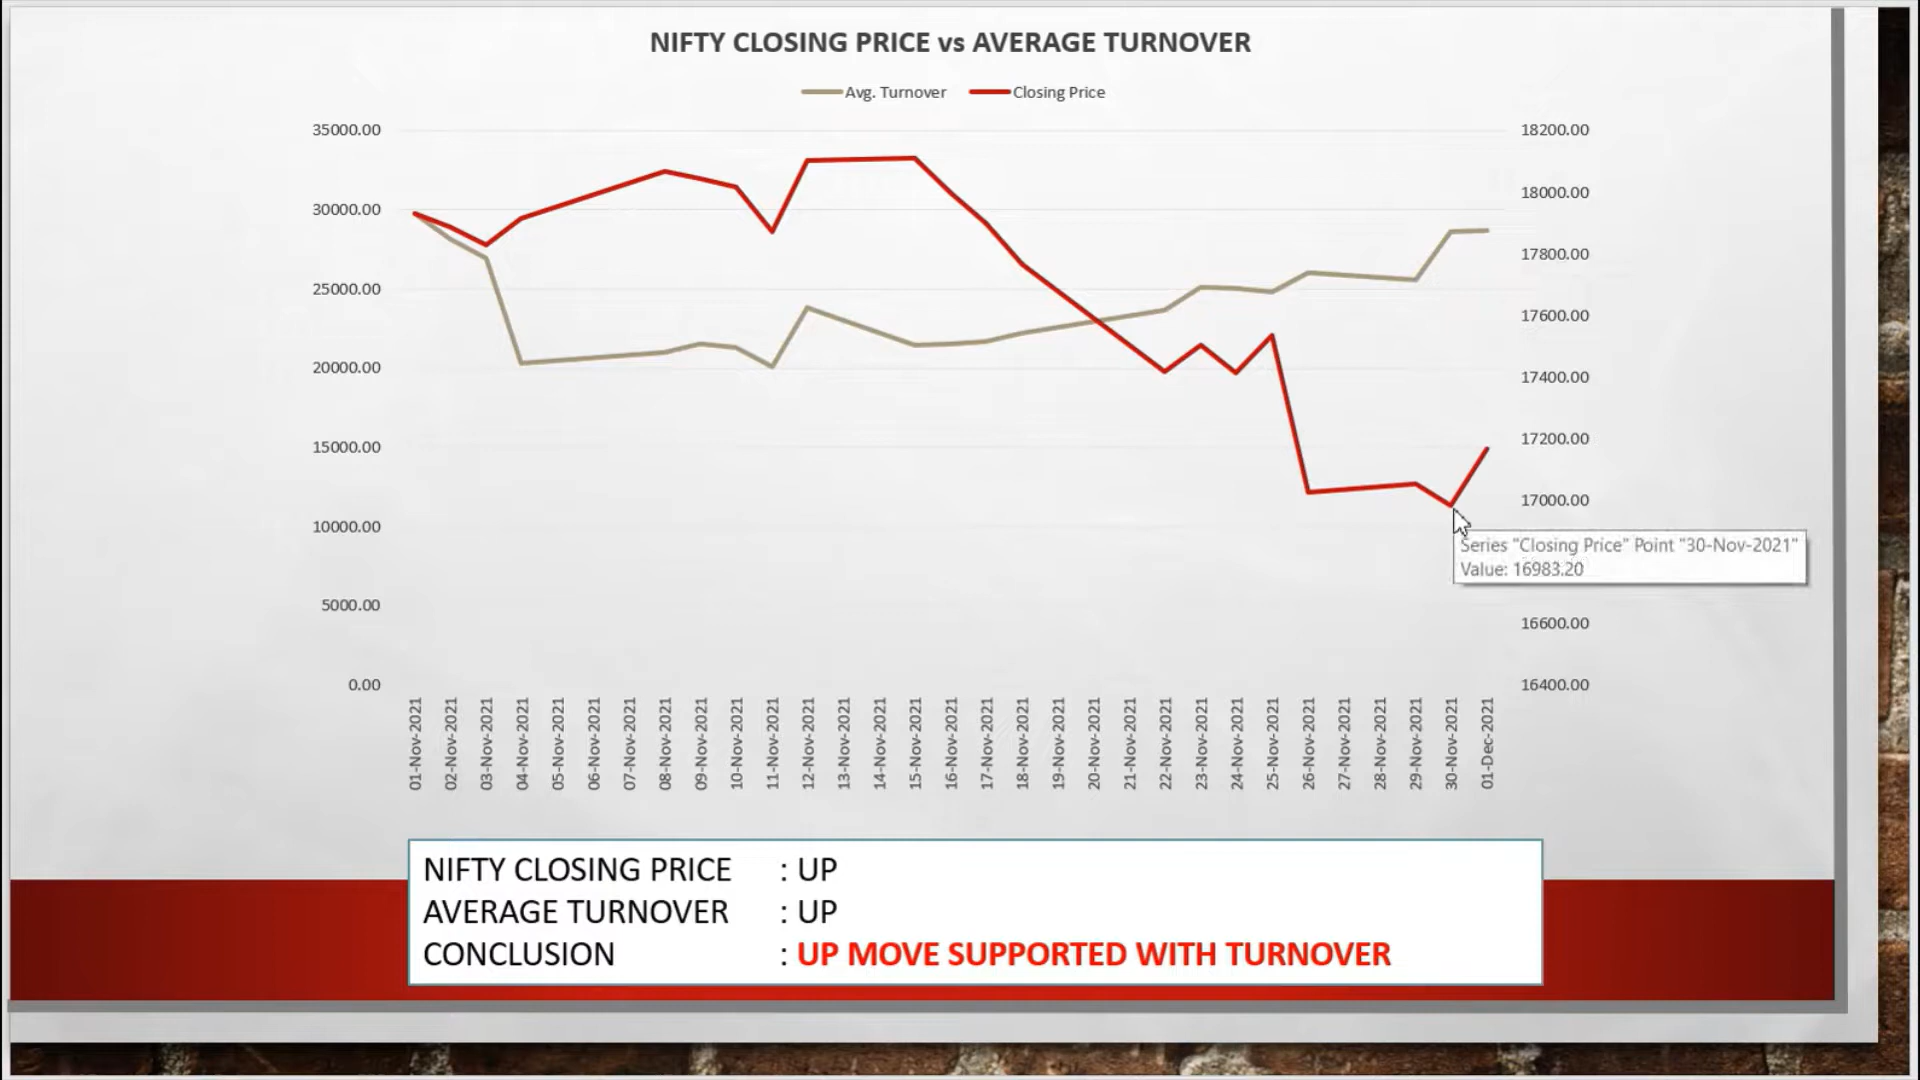 NIFTY CLOSING PRICE vs AVERAGE TURNOVER
Avg. Turnover Closing Price
35000.00
30000.00
25000.00
20000.00
15000.00
10000.00
5000.00
0.00
18200.00
18000.00
17800.00
17600.00
17400.00
17200.00
17000.00
Series "Closing Price" Point "30-Nov-2021"
Value: 16983.20
16600.00
16400.00
01-Nov-2021
02-Nov-2021
03-Nov-2021
04-Nov-2021
05-Nov-2021
06-Nov-2021
07-Nov-2021
08-Nov-2021
09-Nov-2021
10-Nov-2021
11-Nov-2021
12-Nov-2021
13-Nov-2021
14-Nov-2021
15-Nov-2021
16-Nov-2021
17-Nov-2021
18-Nov-2021
19-Nov-2021
20-Nov-2021
21-Nov-2021
22-Nov-2021
23-Nov-2021
24-Nov-2021
25-Nov-2021
26-Nov-2021
27-Nov-2021
28-Nov-2021
29-Nov-2021
30-Nov-2021
01-Dec-2021
NIFTY CLOSING PRICE : UP
AVERAGE TURNOVER : UP
CONCLUSION : UP MOVE SUPPORTED WITH TURNOVER